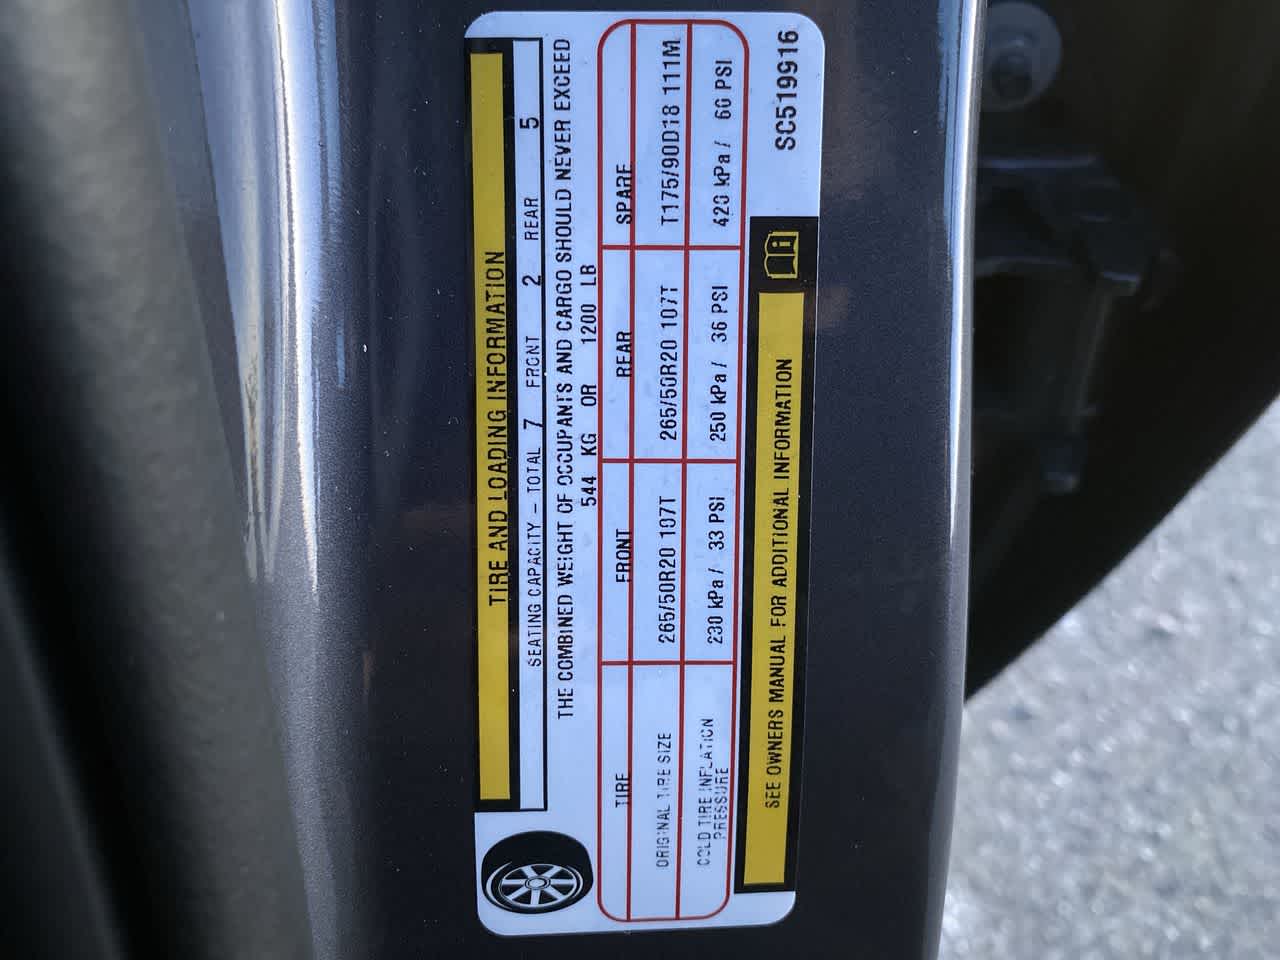 TIRE AND LOADING INFORMATION
SEATING CAPACITY - TOTAL 7 FRONT 2 REAR 5
THE COMBINED WEIGHT OF OCCUPANTS AND CARGO SHOULD NEVER EXCEED
544 KG OR 1200 LB
TIRE FRONT REAR SPARE
ORIGINAL TIRE SIZE 265/50R20 107T 265/50R20 107T T175/90D18 111M
COLD TIRE INFLATION PRESSURE 230 kPa / 33 PSI 250 kPa / 36 PSI 420 kPa / 60 PSI
SEE OWNERS MANUAL FOR ADDITIONAL INFORMATION
SC519916